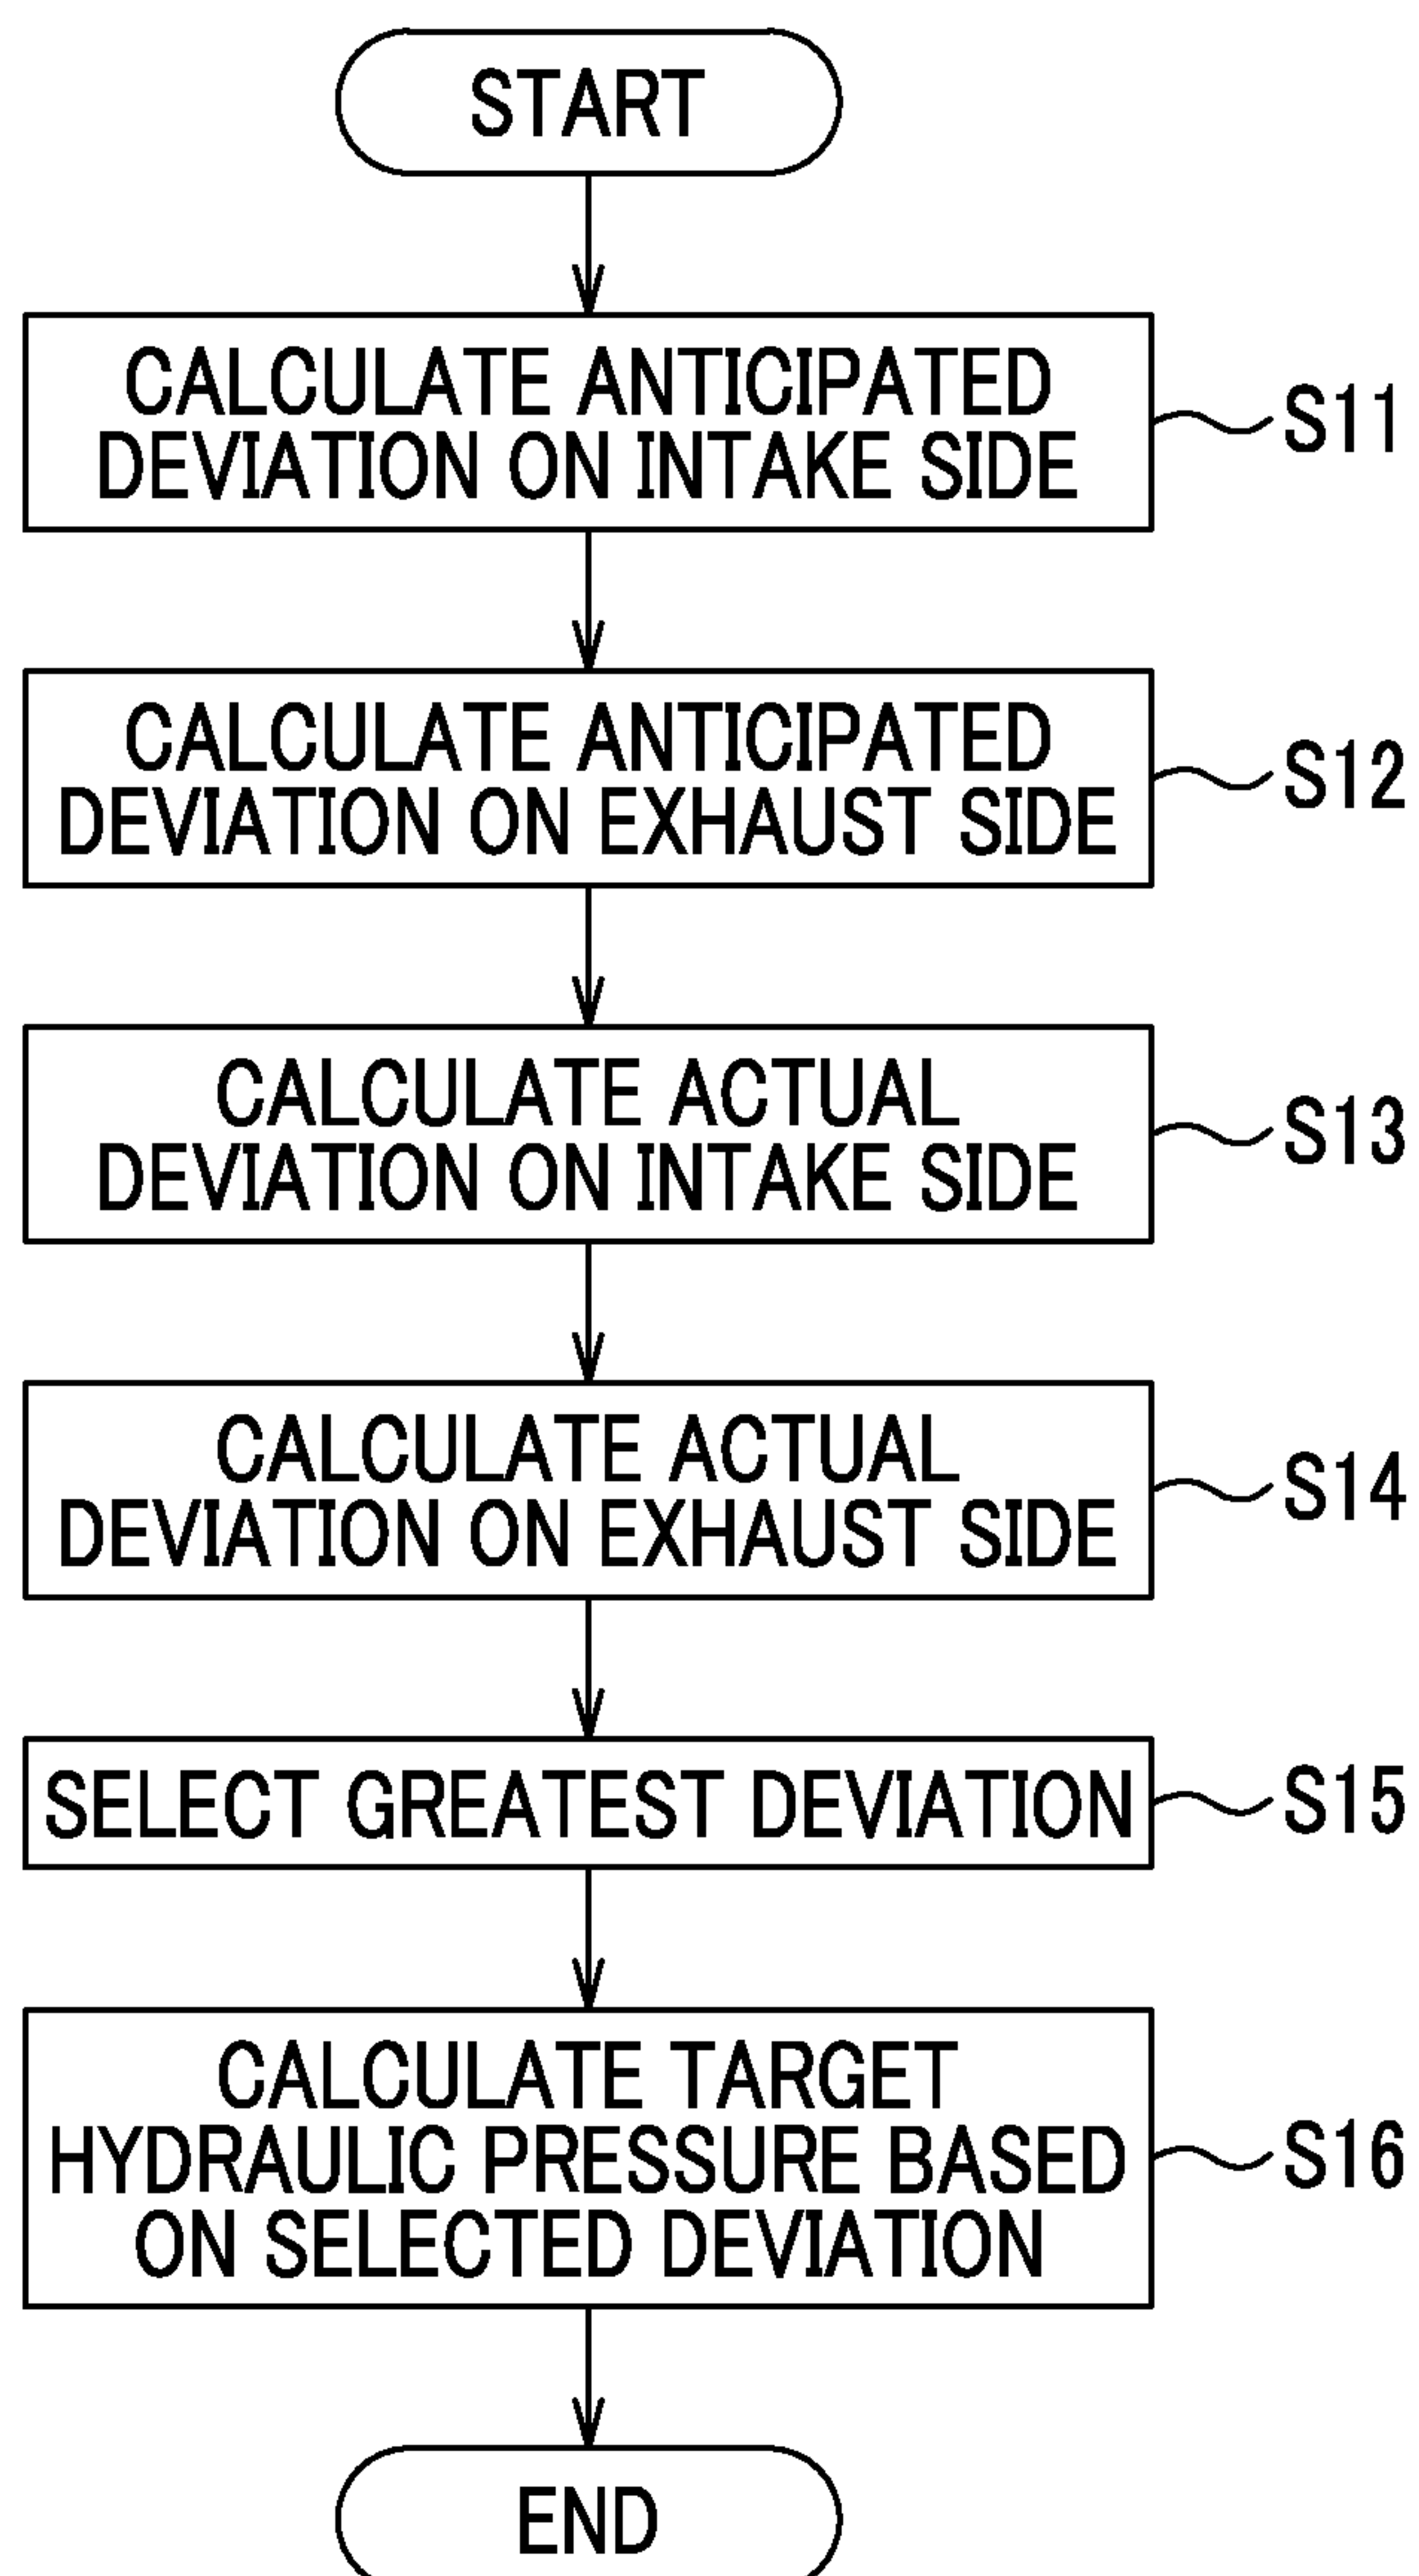 START
CALCULATE ANTICIPATED
DEVIATION ON INTAKE SIDE
S11
CALCULATE ANTICIPATED
DEVIATION ON EXHAUST SIDE
S12
CALCULATE ACTUAL
DEVIATION ON INTAKE SIDE
S13
CALCULATE ACTUAL
DEVIATION ON EXHAUST SIDE
S14
SELECT GREATEST DEVIATION
S15
CALCULATE TARGET
HYDRAULIC PRESSURE BASED
ON SELECTED DEVIATION
S16
END